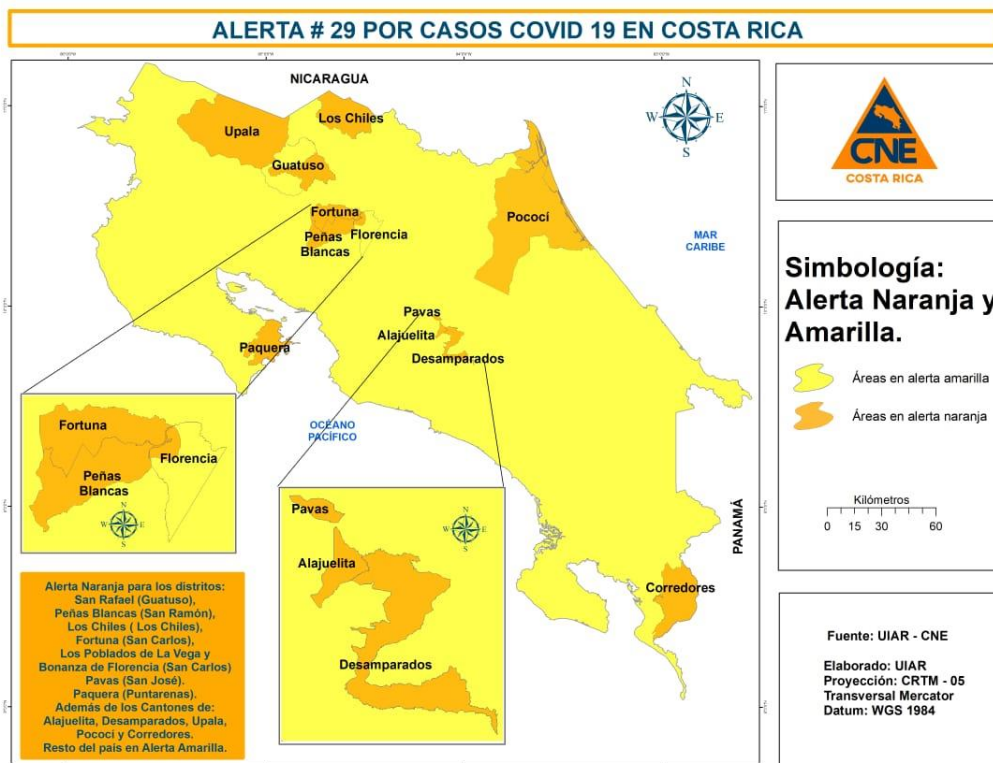 ALERTA # 29 POR CASOS COVID 19 EN COSTA RICA
NICARAGUA
Upala
Los Chiles
Guatuso
Fortuna
Peñas
Blancas
Florencia
Pococí
MAR
CARIBE
Pavas
Alajuelita
Desamparados
Paquera
OCÉANO
PACÍFICO
PANAMÁ
Corredores
N
W
E
S
Fortuna
Florencia
Peñas
Blancas
N
W
E
S
Pavas
Alajuelita
Desamparados
N
W
E
S
Alerta Naranja para los distritos:
San Rafael (Guatuso),
Peñas Blancas (San Ramón),
Los Chiles ( Los Chiles),
Fortuna (San Carlos),
Los Poblados de La Vega y
Bonanza de Florencia (San Carlos)
Pavas (San José).
Paquera (Puntarenas).
Además de los Cantones de:
Alajuelita, Desamparados, Upala,
Pococí y Corredores.
Resto del país en Alerta Amarilla.
CNE
COSTA RICA
Simbología:
Alerta Naranja y
Amarilla.
Áreas en alerta amarilla
Áreas en alerta naranja
Kilómetros
0 15 30 60
Fuente: UIAR - CNE
Elaborado: UIAR
Proyección: CRTM - 05
Transversal Mercator
Datum: WGS 1984